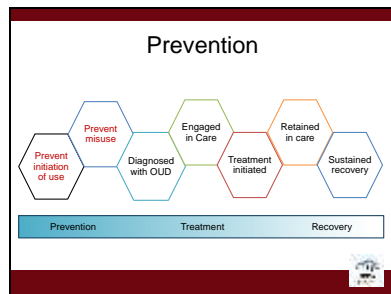 Prevention
Prevent
initiation
of use
Prevent
misuse
Diagnosed
with OUD
Engaged
in Care
Treatment
initiated
Retained
in care
Sustained
recovery
Prevention Treatment Recovery